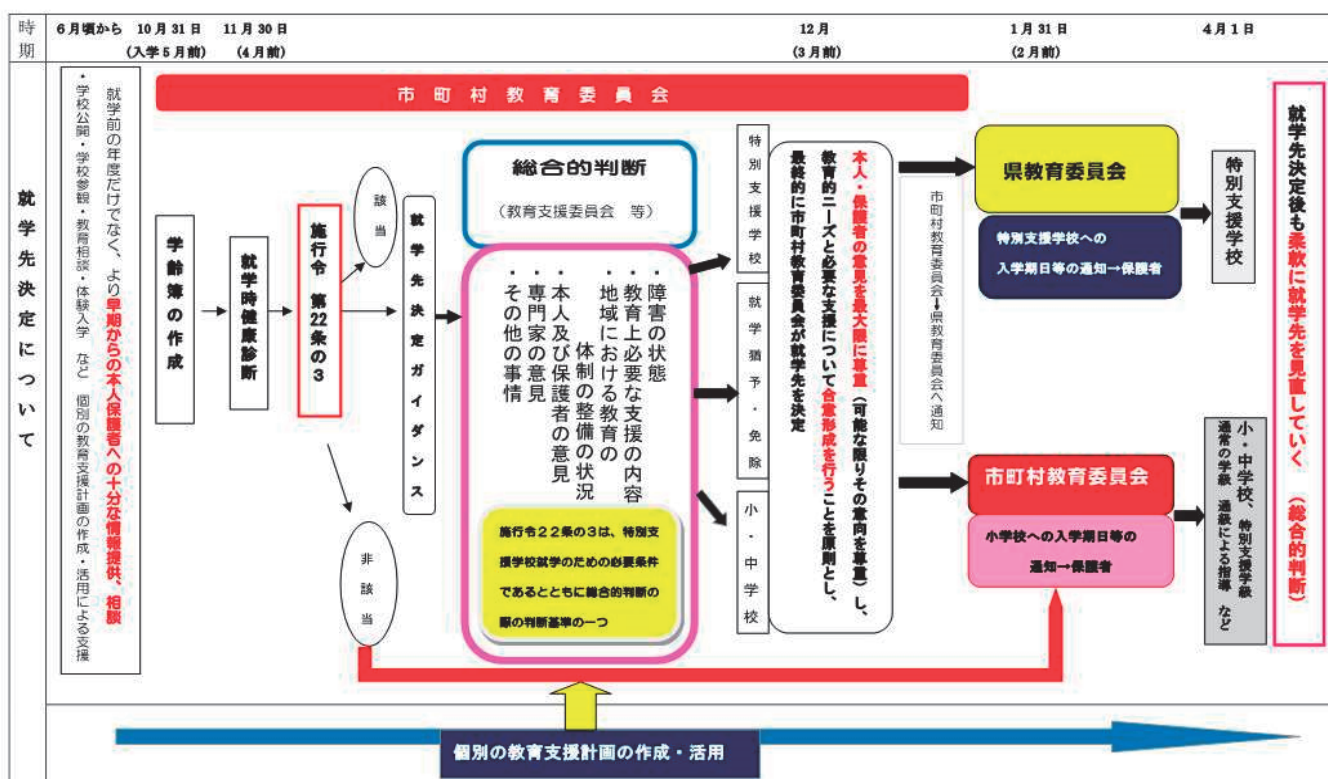 時期
6月頃から
10月31日
(入学5月前)
11月30日
(4月前)
12月
(3月前)
1月31日
(2月前)
4月1日
就学先決定について
就学前の年度だけでなく、より早期からの本人保護者への十分な情報提供、相談
・学校公開・学校参観・教育相談・体験入学 など 個別の教育支援計画の作成・活用による支援
市町村教育委員会
学齢簿の作成
就学時健康診断
施行令 第22条の3
該当
非該当
就学先決定ガイダンス
総合的判断
(教育支援委員会 等)
・障害の状態
・教育上必要な支援の内容
・地域における教育の
体制の整備の状況
・本人及び保護者の意見
・専門家の意見
・その他の事情
施行令22条の3は、特別支
援学校就学のための必要条件
であるとともに総合的判断の
際の判断基準の一つ
特別支援学校
就学猶予・免除
小・中学校
本人・保護者の意見を最大限に尊重(可能な限りその意向を尊重)し、
教育的ニーズと必要な支援について合意形成を行うことを原則とし、
最終的に市町村教育委員会が就学先を決定
市町村教育委員会→県教育委員会へ通知
県教育委員会
特別支援学校への
入学期日等の通知→保護者
市町村教育委員会
小学校への入学期日等の
通知→保護者
特別支援学校
小・中学校、特別支援学級
通常の学級 通級による指導 など
就学先決定後も柔軟に就学先を見直していく (総合的判断)
個別の教育支援計画の作成・活用